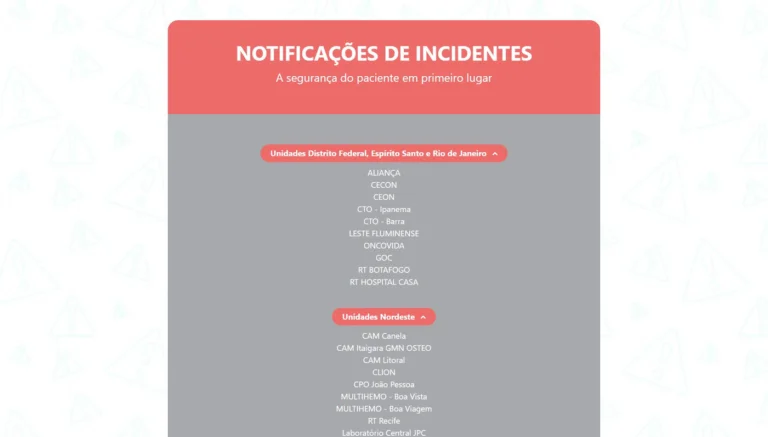 NOTIFICAÇÕES DE INCIDENTES
A segurança do paciente em primeiro lugar
Unidades Distrito Federal, Espírito Santo e Rio de Janeiro
ALIANÇA
CECON
CEON
CTO - Ipanema
CTO - Barra
LESTE FLUMINENSE
ONCOVIDA
GOC
RT BOTAFOGO
RT HOSPITAL CASA
Unidades Nordeste
CAM Canela
CAM Itaigara GMN OSTEO
CAM Litoral
CLION
CPO João Pessoa
MULTIHEMO - Boa Vista
MULTIHEMO - Boa Viagem
RT Recife
Laboratório Central JPC